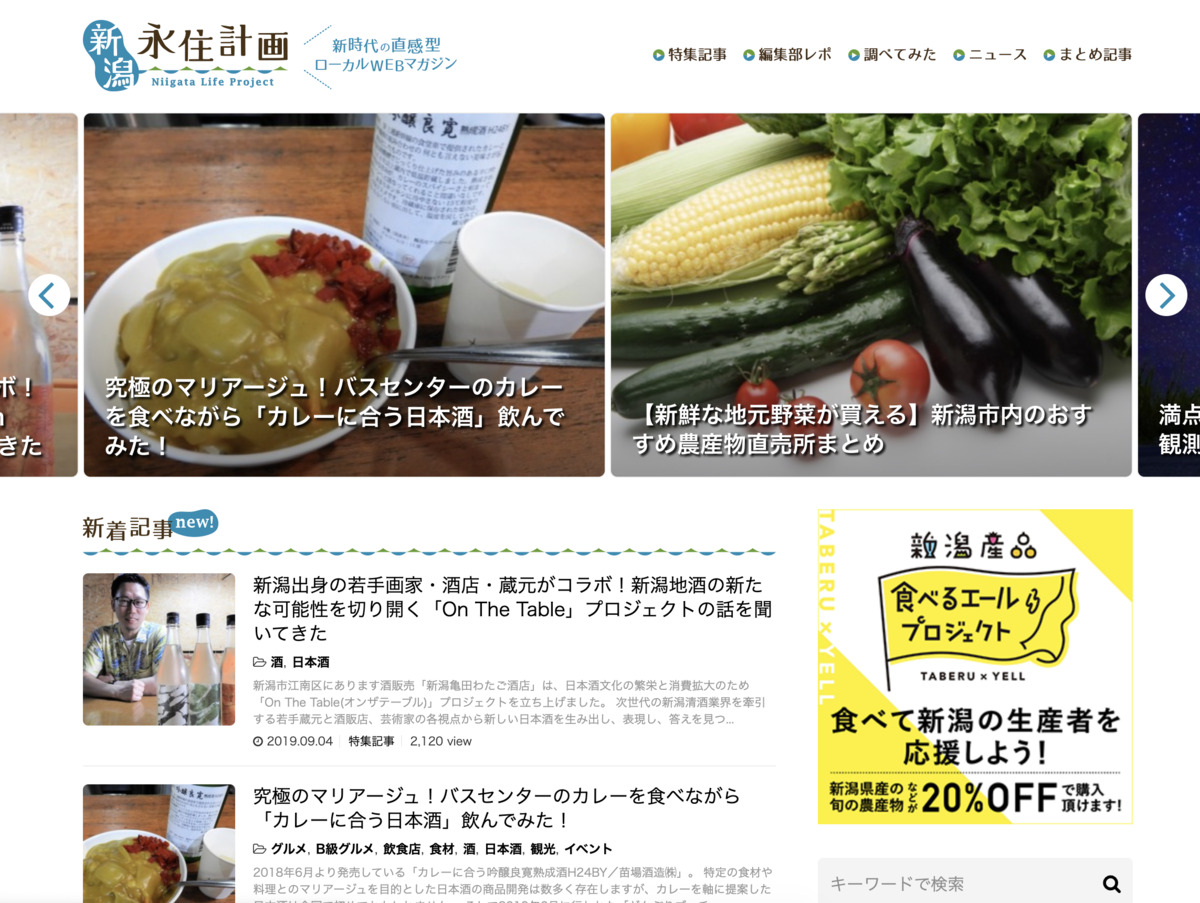 新潟
永住計画
Niigata Life Project
新時代の直感型
ローカルWEBマガジン
特集記事
編集部レポ
調べてみた
ニュース
まとめ記事
ボ！
きた
吟醸良寛 熟成酒H24BY
究極のマリアージュ！バスセンターのカレー
を食べながら「カレーに合う日本酒」飲んで
みた！
【新鮮な地元野菜が買える】新潟市内のおす
すめ農産物直売所まとめ
満点
観測
新着記事 new!
新潟出身の若手画家・酒店・蔵元がコラボ！新潟地酒の新た
な可能性を切り開く「On The Table」プロジェクトの話を聞
いてきた
酒, 日本酒
新潟市江南区にあります酒販売「新潟亀田わたご酒店」は、日本酒文化の繁栄と消費拡大のため
「On The Table(オンザテーブル)」プロジェクトを立ち上げました。 次世代の新潟清酒業界を牽引
する若手蔵元と酒販店、芸術家の各視点から新しい日本酒を生み出し、表現し、答えを見つ...
2019.09.04 特集記事 2,120 view
究極のマリアージュ！バスセンターのカレーを食べながら
「カレーに合う日本酒」飲んでみた！
グルメ, B級グルメ, 飲食店, 食材, 酒, 日本酒, 観光, イベント
2018年6月より発売している「カレーに合う吟醸良寛熟成酒H24BY／苗場酒造㈱」。 特定の食材や
料理とのマリアージュを目的とした日本酒の商品開発は数多く存在しますが、カレーを軸に提案した
TABERU × YELL
新潟産品
食べるエール
プロジェクト
TABERU × YELL
食べて新潟の生産者を
応援しよう！
新潟県産の
旬の農産物
などが
20%OFF
で購入
頂けます!
キーワードで検索